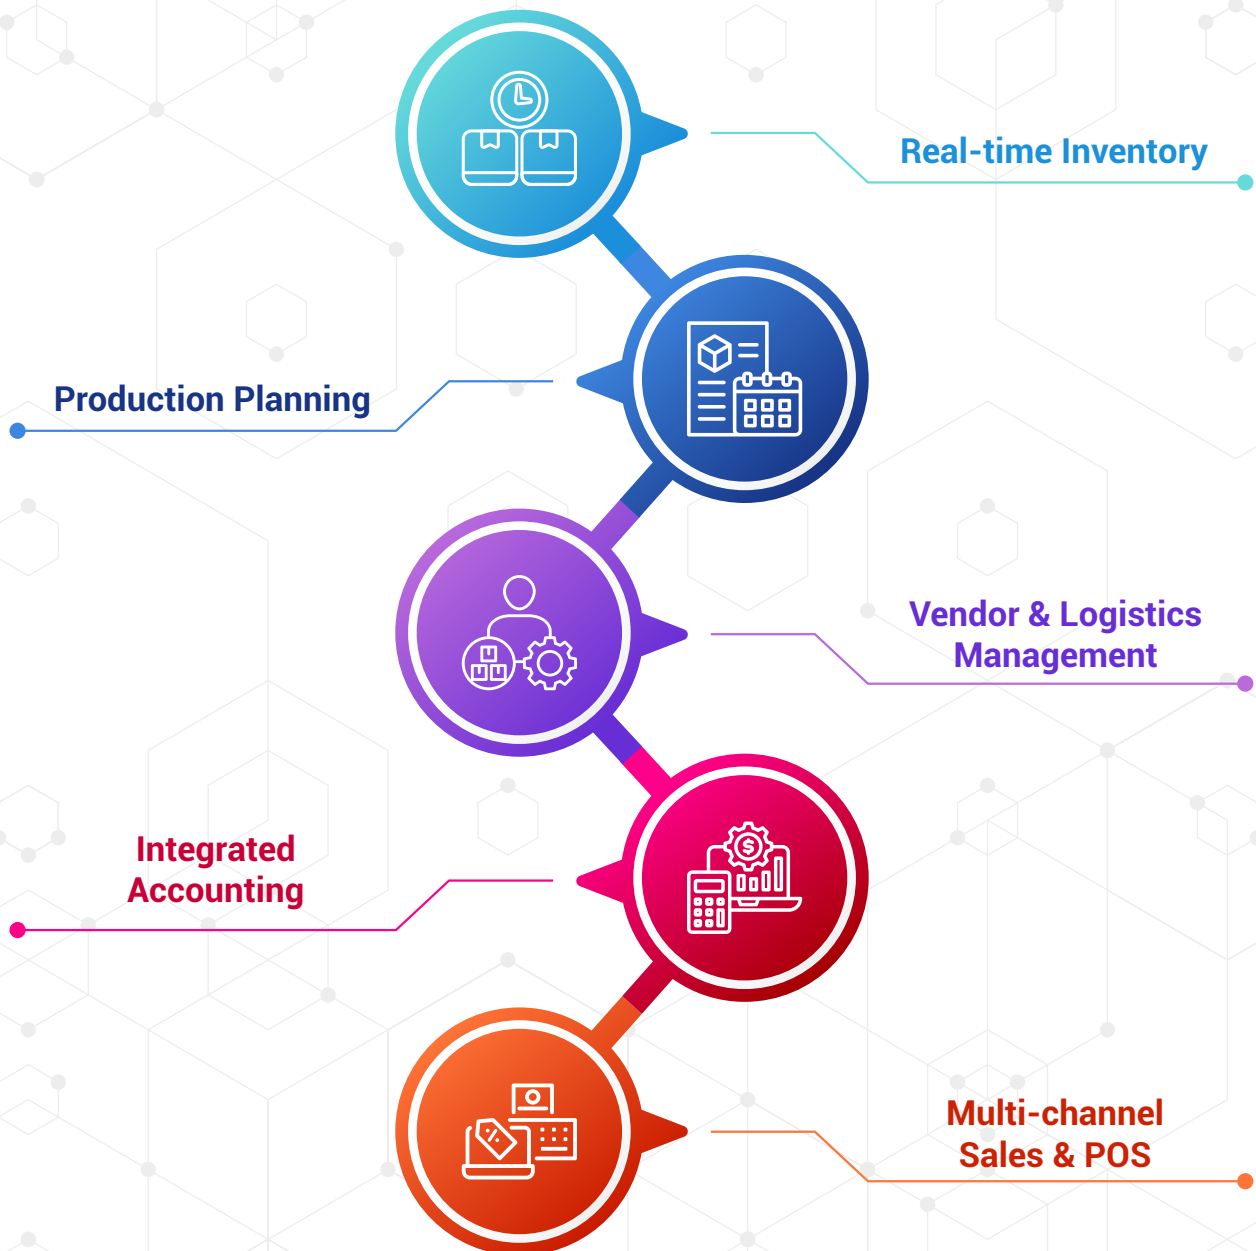 Real-time Inventory
Production Planning
Vendor & Logistics
Management
Integrated
Accounting
Multi-channel
Sales & POS